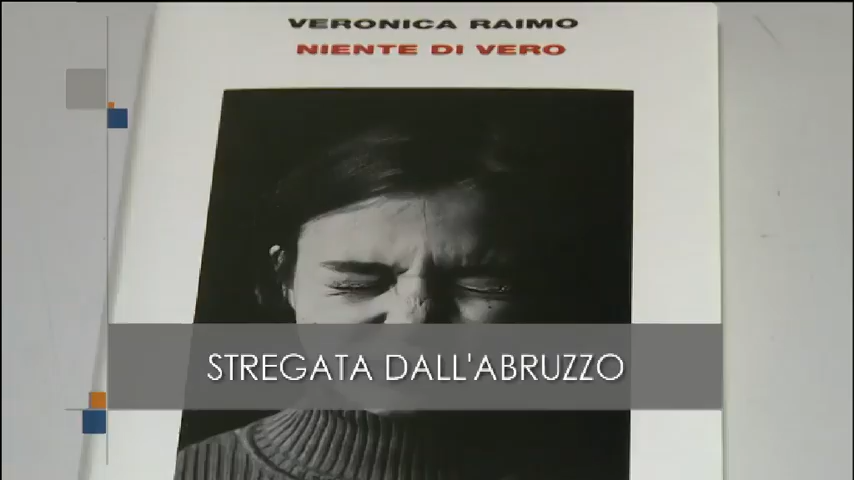 VERONICA RAIMO
NIENTE DI VERO
STREGATA DALL'ABRUZZO